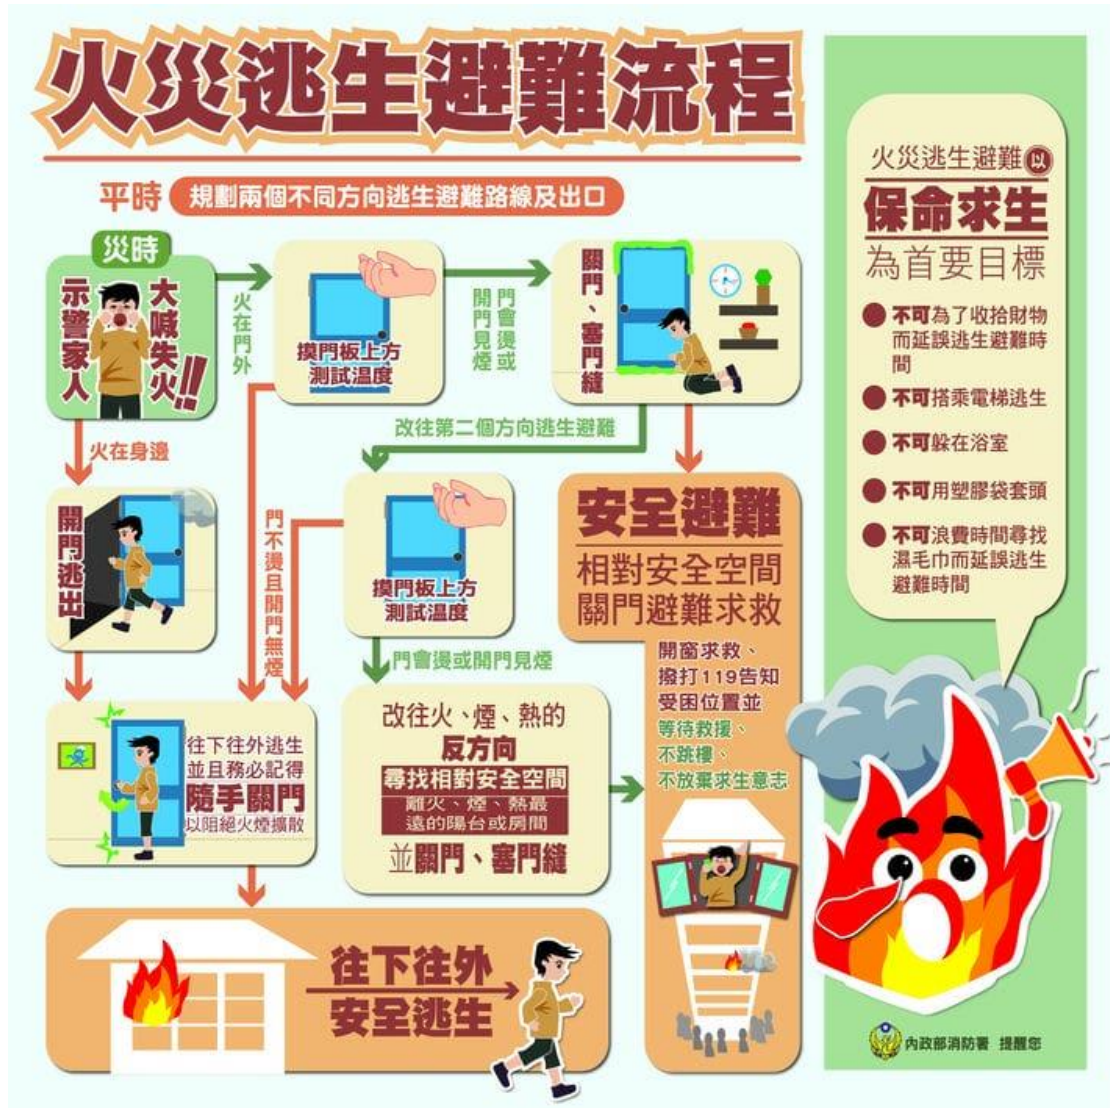 火災逃生避難流程
平時 規劃兩個不同方向逃生避難路線及出口
災時
大喊失火!!
示警家人
火在門外
摸門板上方
測試溫度
門會燙或
開門見煙
關門、塞門縫
火在身邊
改往第二個方向逃生避難
開門逃出
門不燙且開門無煙
摸門板上方
測試溫度
門會燙或開門見煙
安全避難
相對安全空間
關門避難求救
開窗求救、
撥打119告知
受困位置並
等待救援、
不跳樓、
不放棄求生意志
往下往外逃生
並且務必記得
隨手關門
以阻絕火煙擴散
改往火、煙、熱的
反方向
尋找相對安全空間
離火、煙、熱最
遠的陽台或房間
並關門、塞門縫
往下往外
安全逃生
火災逃生避難以
保命求生
為首要目標
不可為了收拾財物
而延誤逃生避難時
間
不可搭乘電梯逃生
不可躲在浴室
不可用塑膠袋套頭
不可浪費時間尋找
濕毛巾而延誤逃生
避難時間
內政部消防署 提醒您